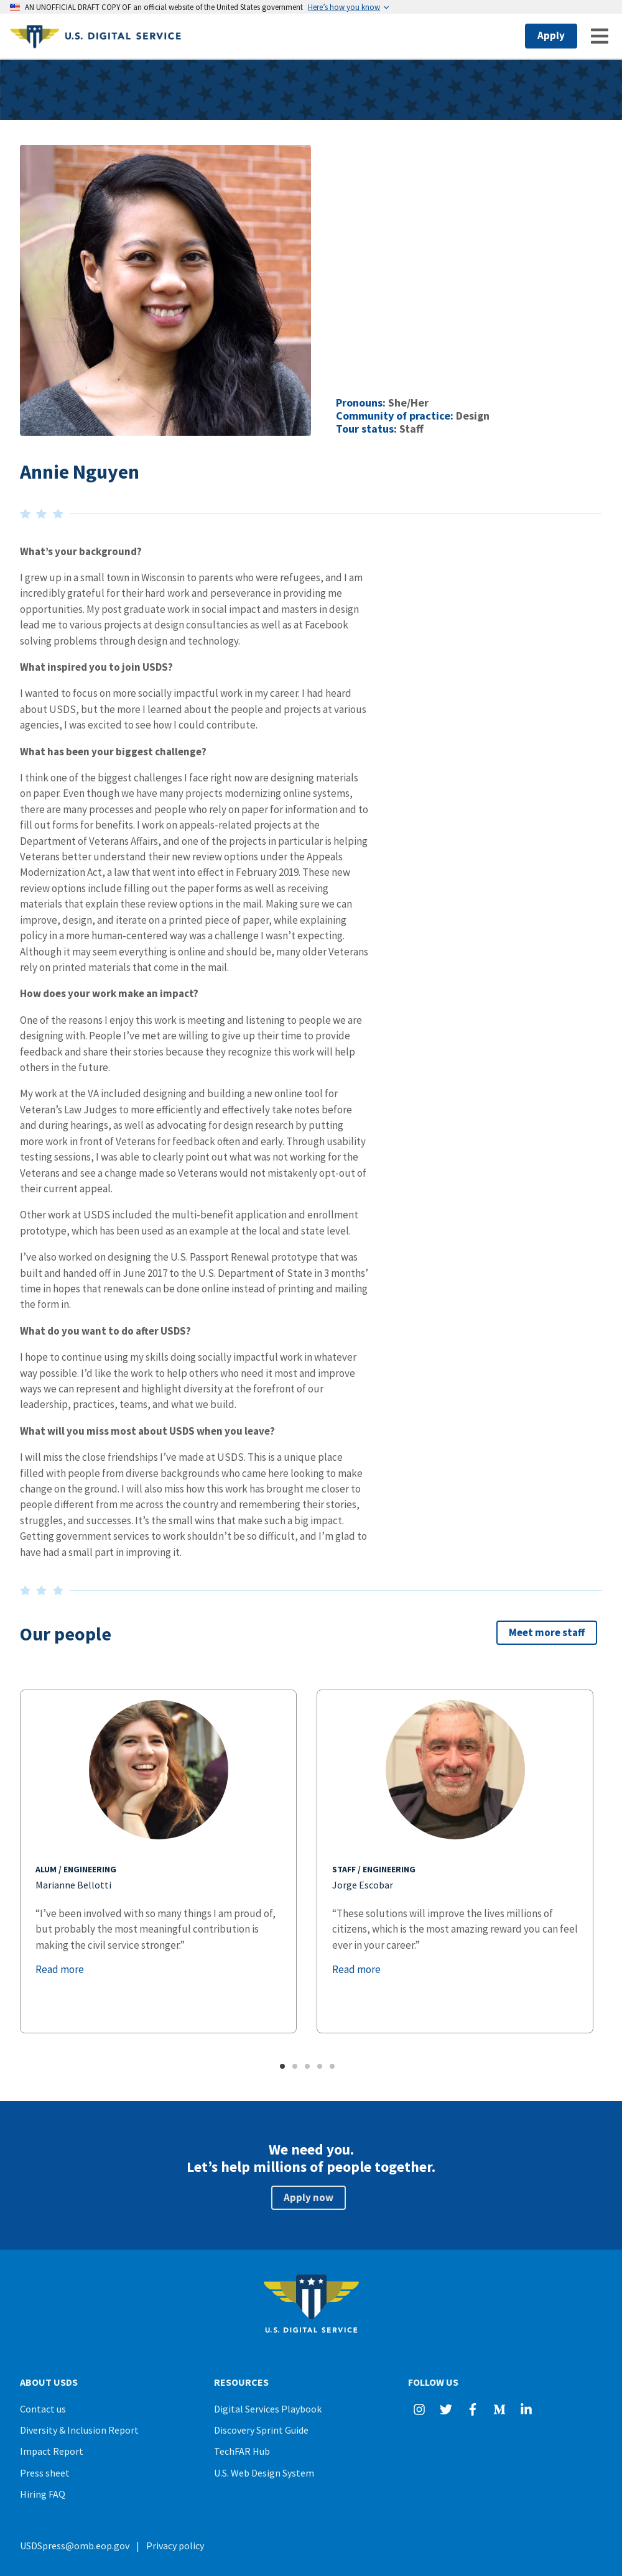 AN UNOFFICIAL DRAFT COPY OF an official website of the United States government Here's how you know
U.S. DIGITAL SERVICE
Apply
Pronouns: She/Her
Community of practice: Design
Tour status: Staff
Annie Nguyen
What’s your background?
I grew up in a small town in Wisconsin to parents who were refugees, and I am
incredibly grateful for their hard work and perseverance in providing me
opportunities. My post graduate work in social impact and masters in design
lead me to various projects at design consultancies as well as at Facebook
solving problems through design and technology.
What inspired you to join USDS?
I wanted to focus on more socially impactful work in my career. I had heard
about USDS, but the more I learned about the people and projects at various
agencies, I was excited to see how I could contribute.
What has been your biggest challenge?
I think one of the biggest challenges I face right now are designing materials
on paper. Even though we have many projects modernizing online systems,
there are many processes and people who rely on paper for information and to
fill out forms for benefits. I work on appeals-related projects at the
Department of Veterans Affairs, and one of the projects in particular is helping
Veterans better understand their new review options under the Appeals
Modernization Act, a law that went into effect in February 2019. These new
review options include filling out the paper forms as well as receiving
materials that explain these review options in the mail. Making sure we can
improve, design, and iterate on a printed piece of paper, while explaining
policy in a more human-centered way was a challenge I wasn’t expecting.
Although it may seem everything is online and should be, many older Veterans
rely on printed materials that come in the mail.
How does your work make an impact?
One of the reasons I enjoy this work is meeting and listening to people we are
designing with. People I’ve met are willing to give up their time to provide
feedback and share their stories because they recognize this work will help
others in the future.
My work at the VA included designing and building a new online tool for
Veteran’s Law Judges to more efficiently and effectively take notes before
and during hearings, as well as advocating for design research by putting
more work in front of Veterans for feedback often and early. Through usability
testing sessions, I was able to clearly point out what was not working for the
Veterans and see a change made so Veterans would not mistakenly opt-out of
their current appeal.
Other work at USDS included the multi-benefit application and enrollment
prototype, which has been used as an example at the local and state level.
I’ve also worked on designing the U.S. Passport Renewal prototype that was
built and handed off in June 2017 to the U.S. Department of State in 3 months’
time in hopes that renewals can be done online instead of printing and mailing
the form in.
What do you want to do after USDS?
I hope to continue using my skills doing socially impactful work in whatever
way possible. I’d like the work to help others who need it most and improve
ways we can represent and highlight diversity at the forefront of our
leadership, practices, teams, and what we build.
What will you miss most about USDS when you leave?
I will miss the close friendships I’ve made at USDS. This is a unique place
filled with people from diverse backgrounds who came here looking to make
change on the ground. I will also miss how this work has brought me closer to
people different from me across the country and remembering their stories,
struggles, and successes. It’s the small wins that make such a big impact.
Getting government services to work shouldn’t be so difficult, and I’m glad to
have had a small part in improving it.
Our people
Meet more staff
ALUM / ENGINEERING
Marianne Bellotti
“I’ve been involved with so many things I am proud of,
but probably the most meaningful contribution is
making the civil service stronger.”
Read more
STAFF / ENGINEERING
Jorge Escobar
“These solutions will improve the lives millions of
citizens, which is the most amazing reward you can feel
ever in your career.”
Read more
We need you.
Let’s help millions of people together.
Apply now
U.S. DIGITAL SERVICE
ABOUT USDS
Contact us
Diversity & Inclusion Report
Impact Report
Press sheet
Hiring FAQ
RESOURCES
Digital Services Playbook
Discovery Sprint Guide
TechFAR Hub
U.S. Web Design System
FOLLOW US
USDSpress@omb.eop.gov | Privacy policy